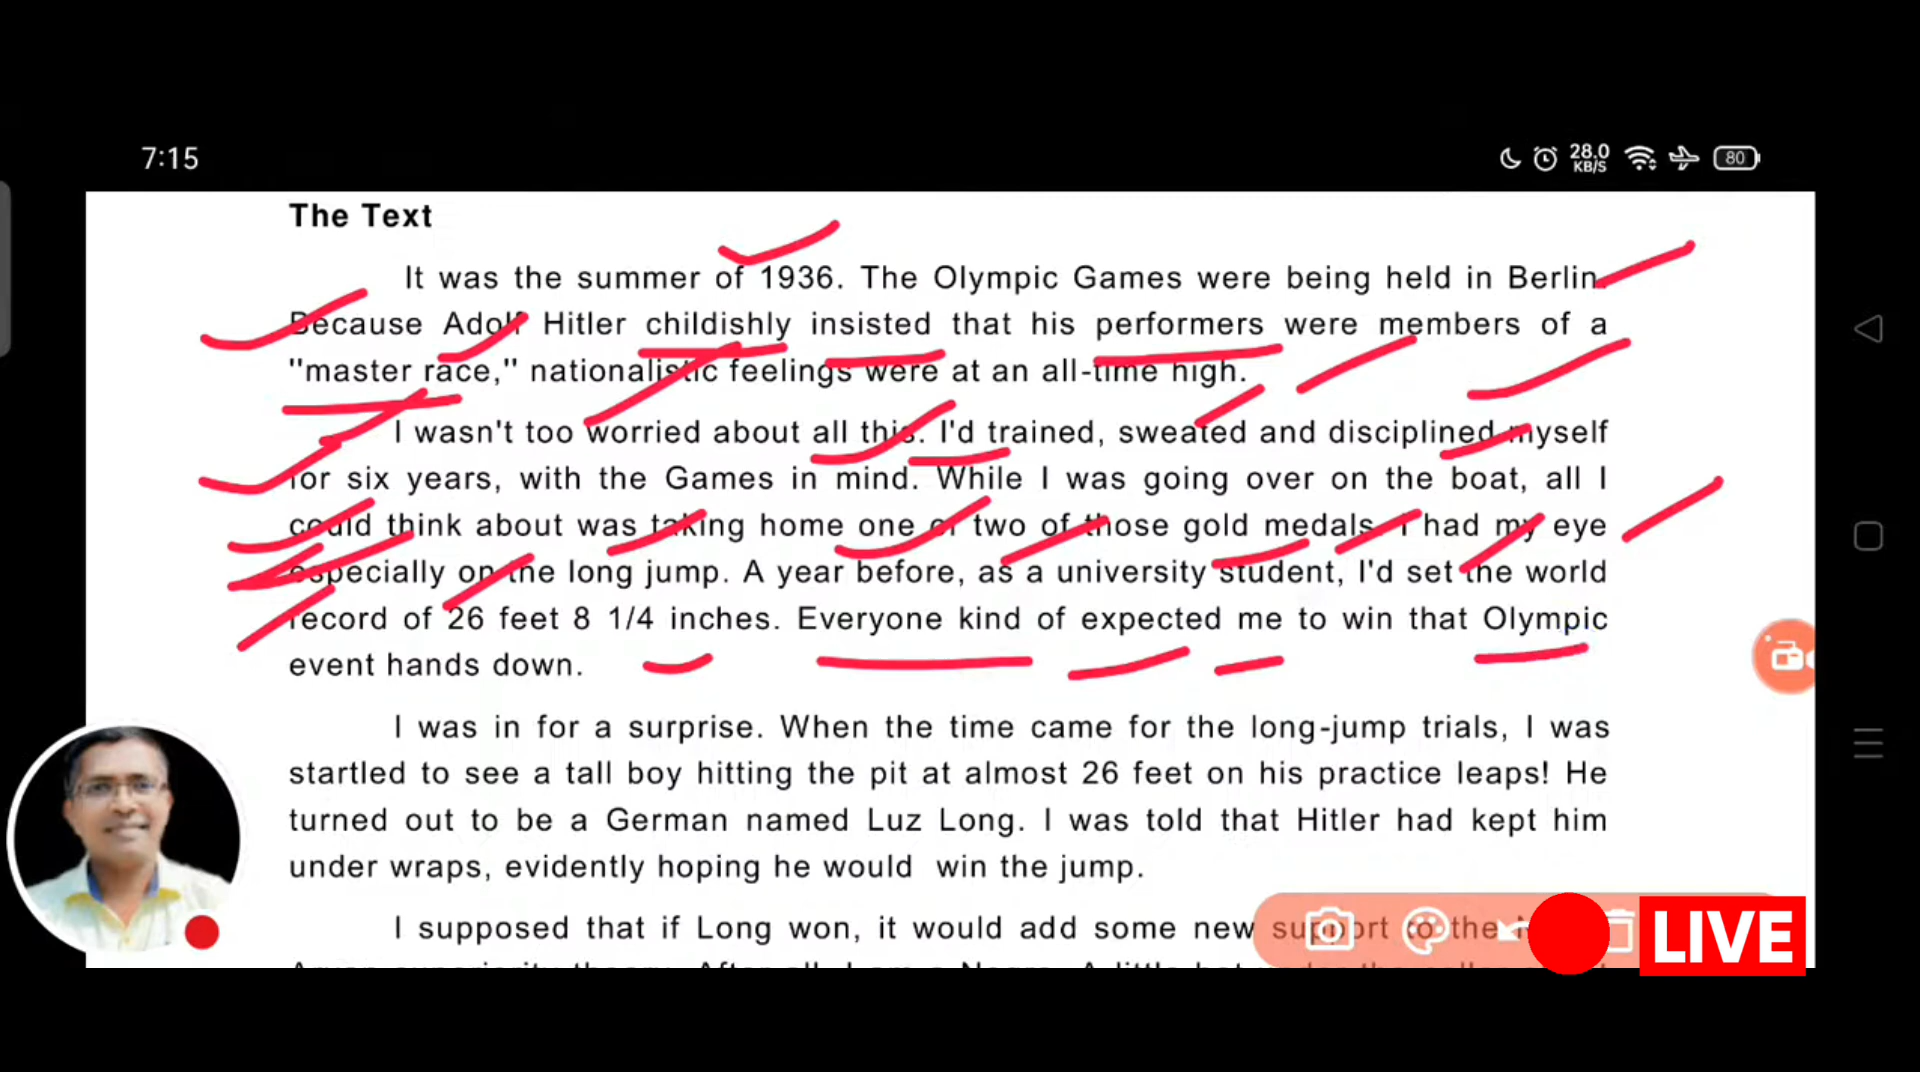 7:15
28.0
KB/S
80
The Text
It was the summer of 1936. The Olympic Games were being held in Berlin.
Because Adolf Hitler childishly insisted that his performers were members of a
"master race," nationalistic feelings were at an all-time high.
I wasn't too worried about all this. I'd trained, sweated and disciplined myself
for six years, with the Games in mind. While I was going over on the boat, all I
could think about was taking home one or two of those gold medals. I had my eye
especially on the long jump. A year before, as a university student, I'd set the world
record of 26 feet 8 1/4 inches. Everyone kind of expected me to win that Olympic
event hands down.
I was in for a surprise. When the time came for the long-jump trials, I was
startled to see a tall boy hitting the pit at almost 26 feet on his practice leaps! He
turned out to be a German named Luz Long. I was told that Hitler had kept him
under wraps, evidently hoping he would win the jump.
I supposed that if Long won, it would add some new support to the
LIVE